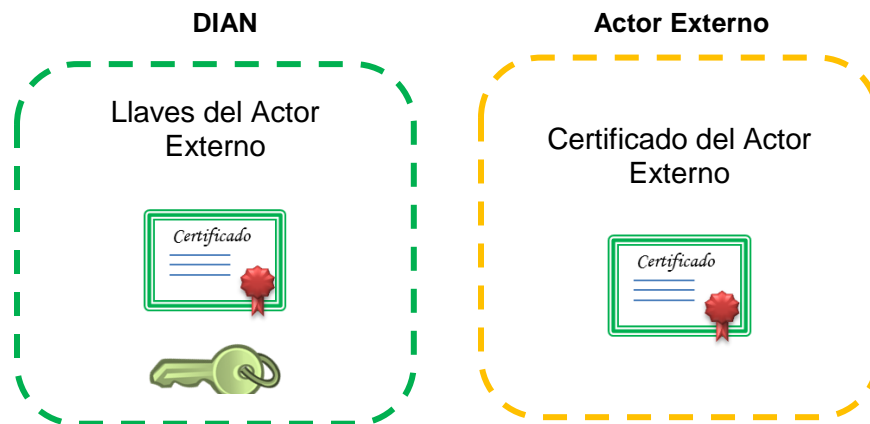 DIAN
Llaves del Actor
Externo
Certificado
Actor Externo
Certificado del Actor
Externo
Certificado